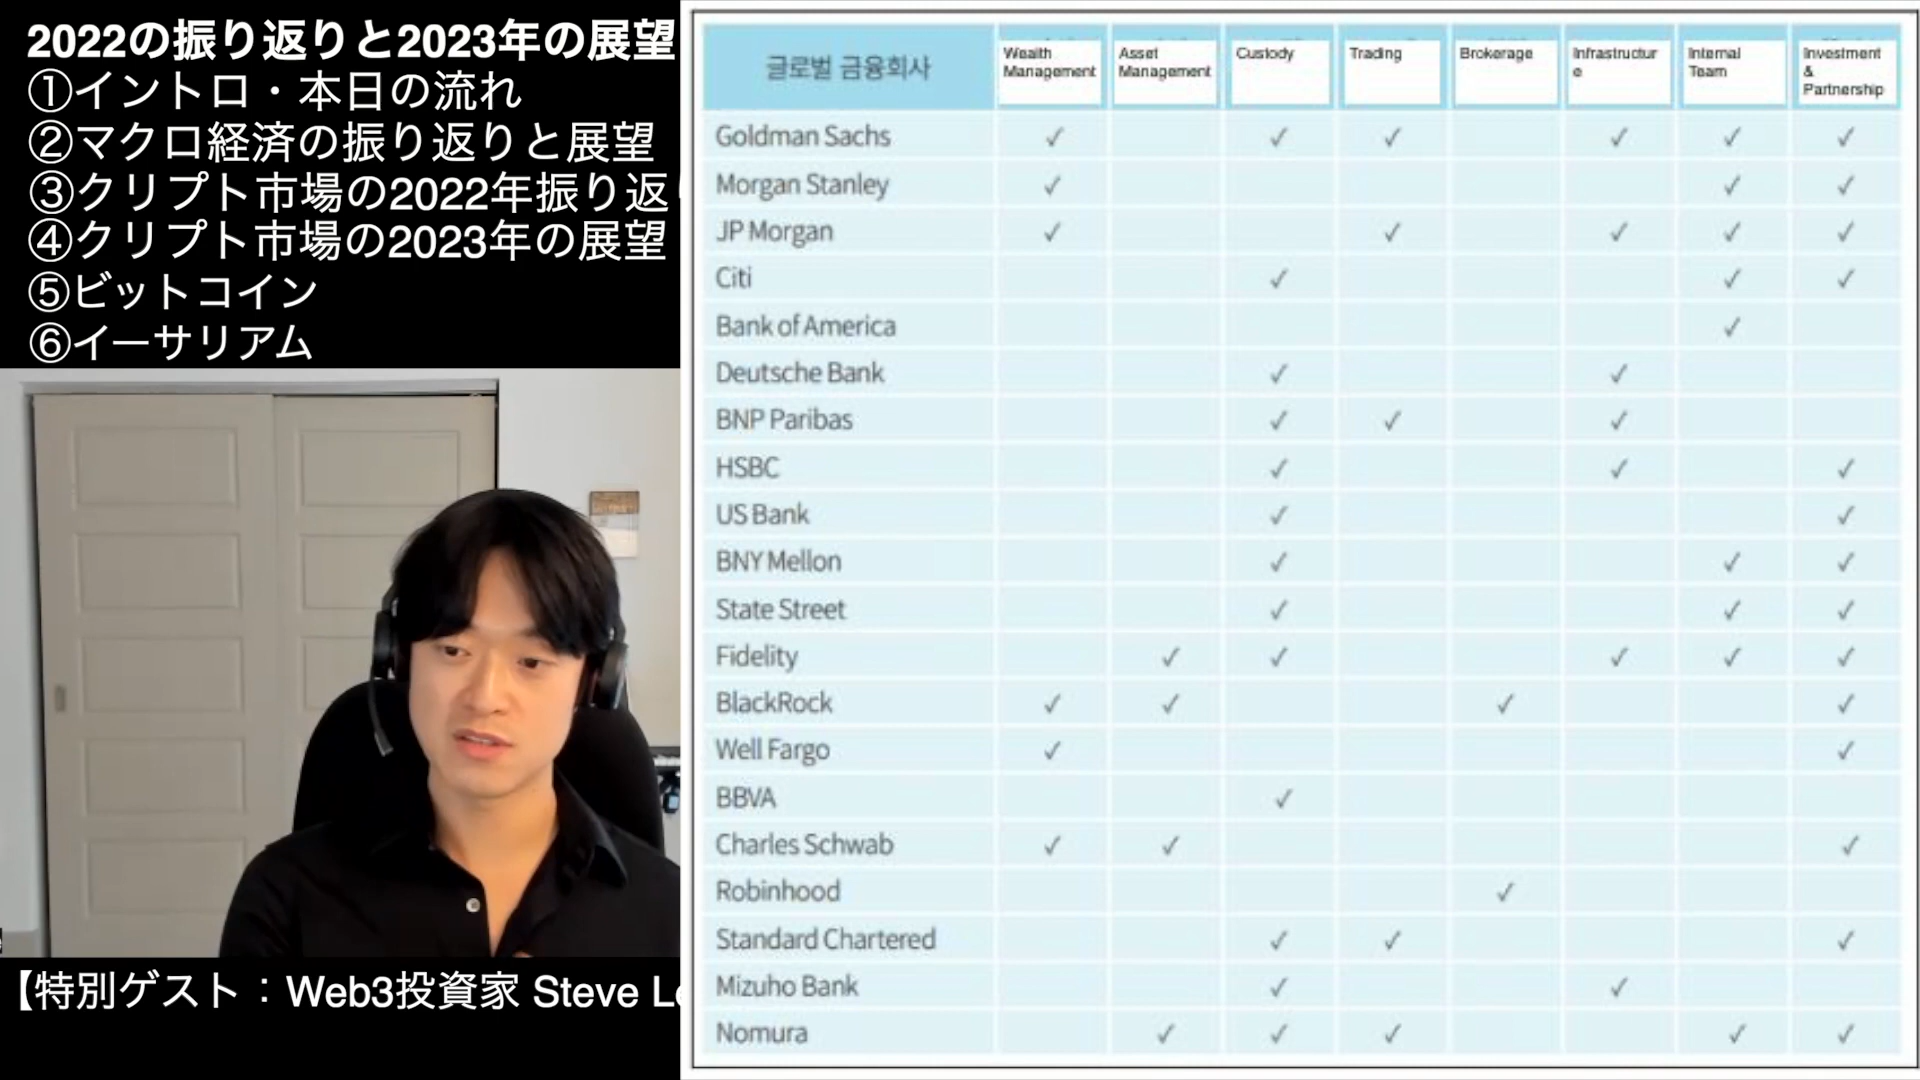 2022の振り返りと2023年の展望
①イントロ・本日の流れ
②マクロ経済の振り返りと展望
③クリプト市場の2022年振り返
④クリプト市場の2023年の展望
⑤ビットコイン
⑥イーサリアム
【特別ゲスト：Web3投資家 Steve Le
글로벌 금융회사
Wealth
Management
Asset
Management
Custody
Trading
Brokerage
Infrastructur
e
Internal
Team
Investment
&
Partnership
Goldman Sachs ✓ ✓ ✓ ✓ ✓ ✓
Morgan Stanley ✓ ✓ ✓
JP Morgan ✓ ✓ ✓ ✓ ✓
Citi ✓ ✓ ✓
Bank of America ✓
Deutsche Bank ✓ ✓
BNP Paribas ✓ ✓ ✓
HSBC ✓ ✓ ✓
US Bank ✓ ✓
BNY Mellon ✓ ✓ ✓
State Street ✓ ✓ ✓
Fidelity ✓ ✓ ✓ ✓ ✓
BlackRock ✓ ✓ ✓ ✓
Well Fargo ✓ ✓
BBVA ✓
Charles Schwab ✓ ✓ ✓
Robinhood ✓
Standard Chartered ✓ ✓ ✓
Mizuho Bank ✓ ✓
Nomura ✓ ✓ ✓ ✓ ✓